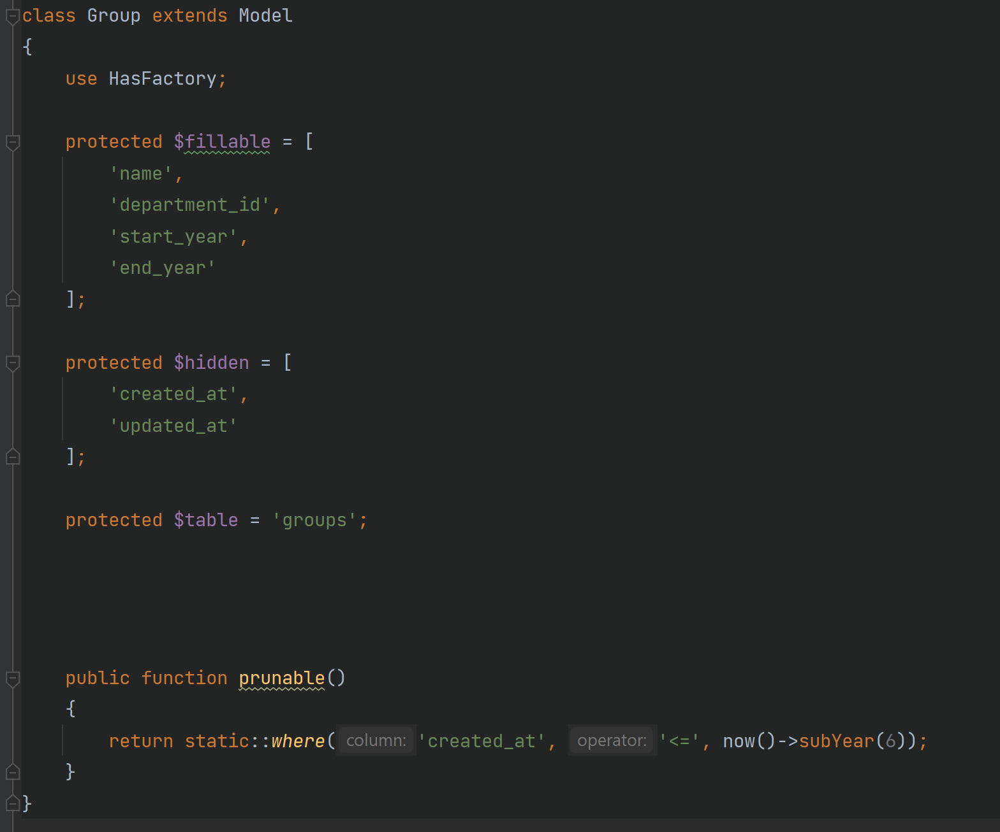 class Group extends Model
{
    use HasFactory;
    protected $fillable = [
        'name',
        'department_id',
        'start_year',
        'end_year'
    ];
    protected $hidden = [
        'created_at',
        'updated_at'
    ];
    protected $table = 'groups';
    public function prunable()
    {
        return static::where( column: 'created_at', operator: '<=', now()->subYear(6));
    }
}